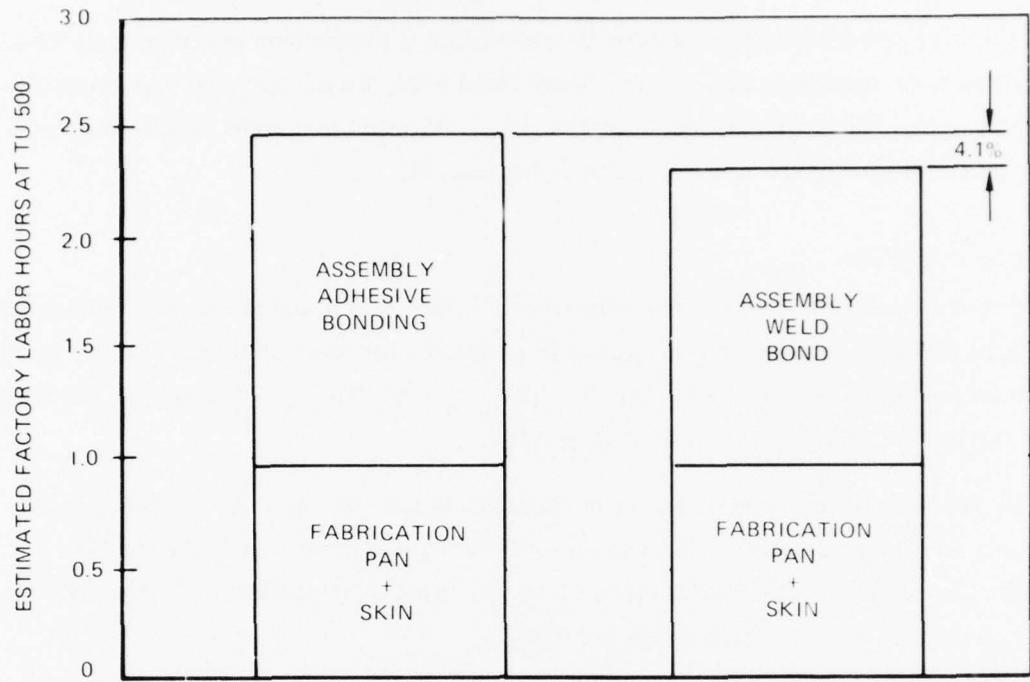 ESTIMATED FACTORY LABOR HOURS AT TU 500
3.0
2.5
2.0
1.5
1.0
0.5
0
ASSEMBLY
ADHESIVE
BONDING
FABRICATION
PAN
+
SKIN
ASSEMBLY
WELD
BOND
FABRICATION
PAN
+
SKIN
4.1%